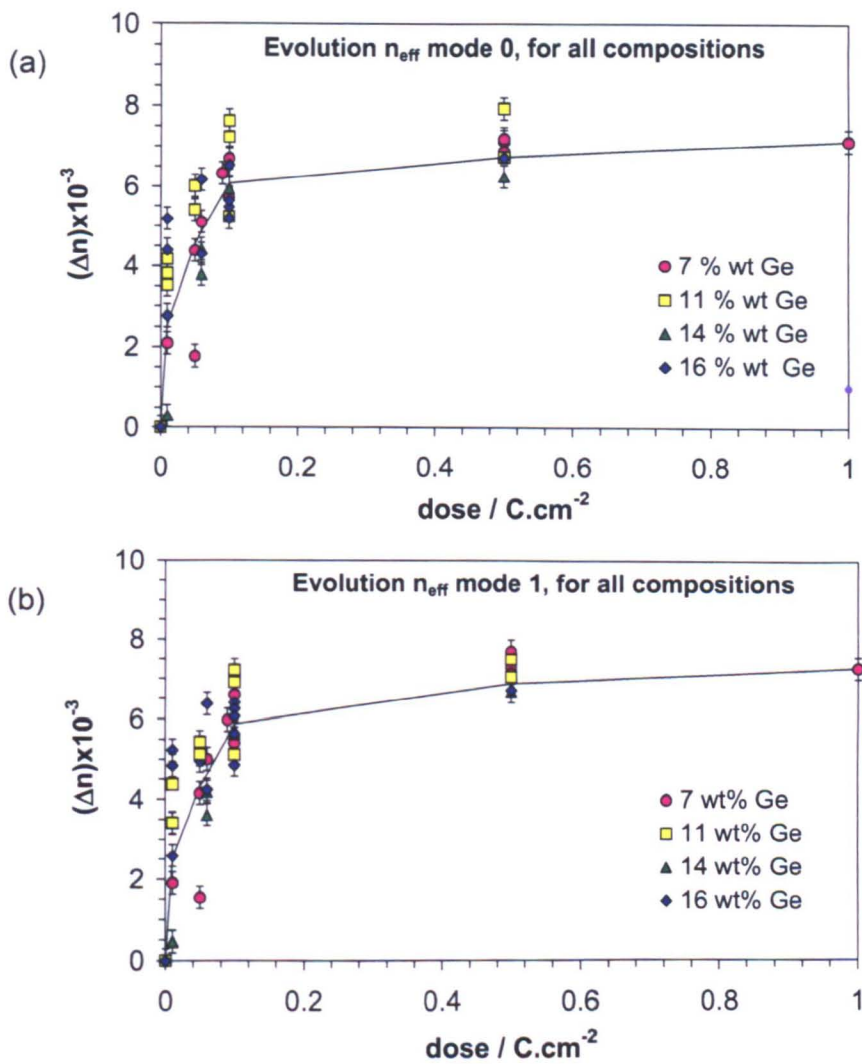 (a)
Evolution n_eff mode 0, for all compositions
(Δn)x10^-3
10
8
6
4
2
0
7 % wt Ge
11 % wt Ge
14 % wt Ge
16 % wt Ge
0 0.2 0.4 0.6 0.8 1
dose / C.cm^-2
(b)
Evolution n_eff mode 1, for all compositions
(Δn)x10^-3
10
8
6
4
2
0
7 wt% Ge
11 wt% Ge
14 wt% Ge
16 wt% Ge
0 0.2 0.4 0.6 0.8 1
dose / C.cm^-2